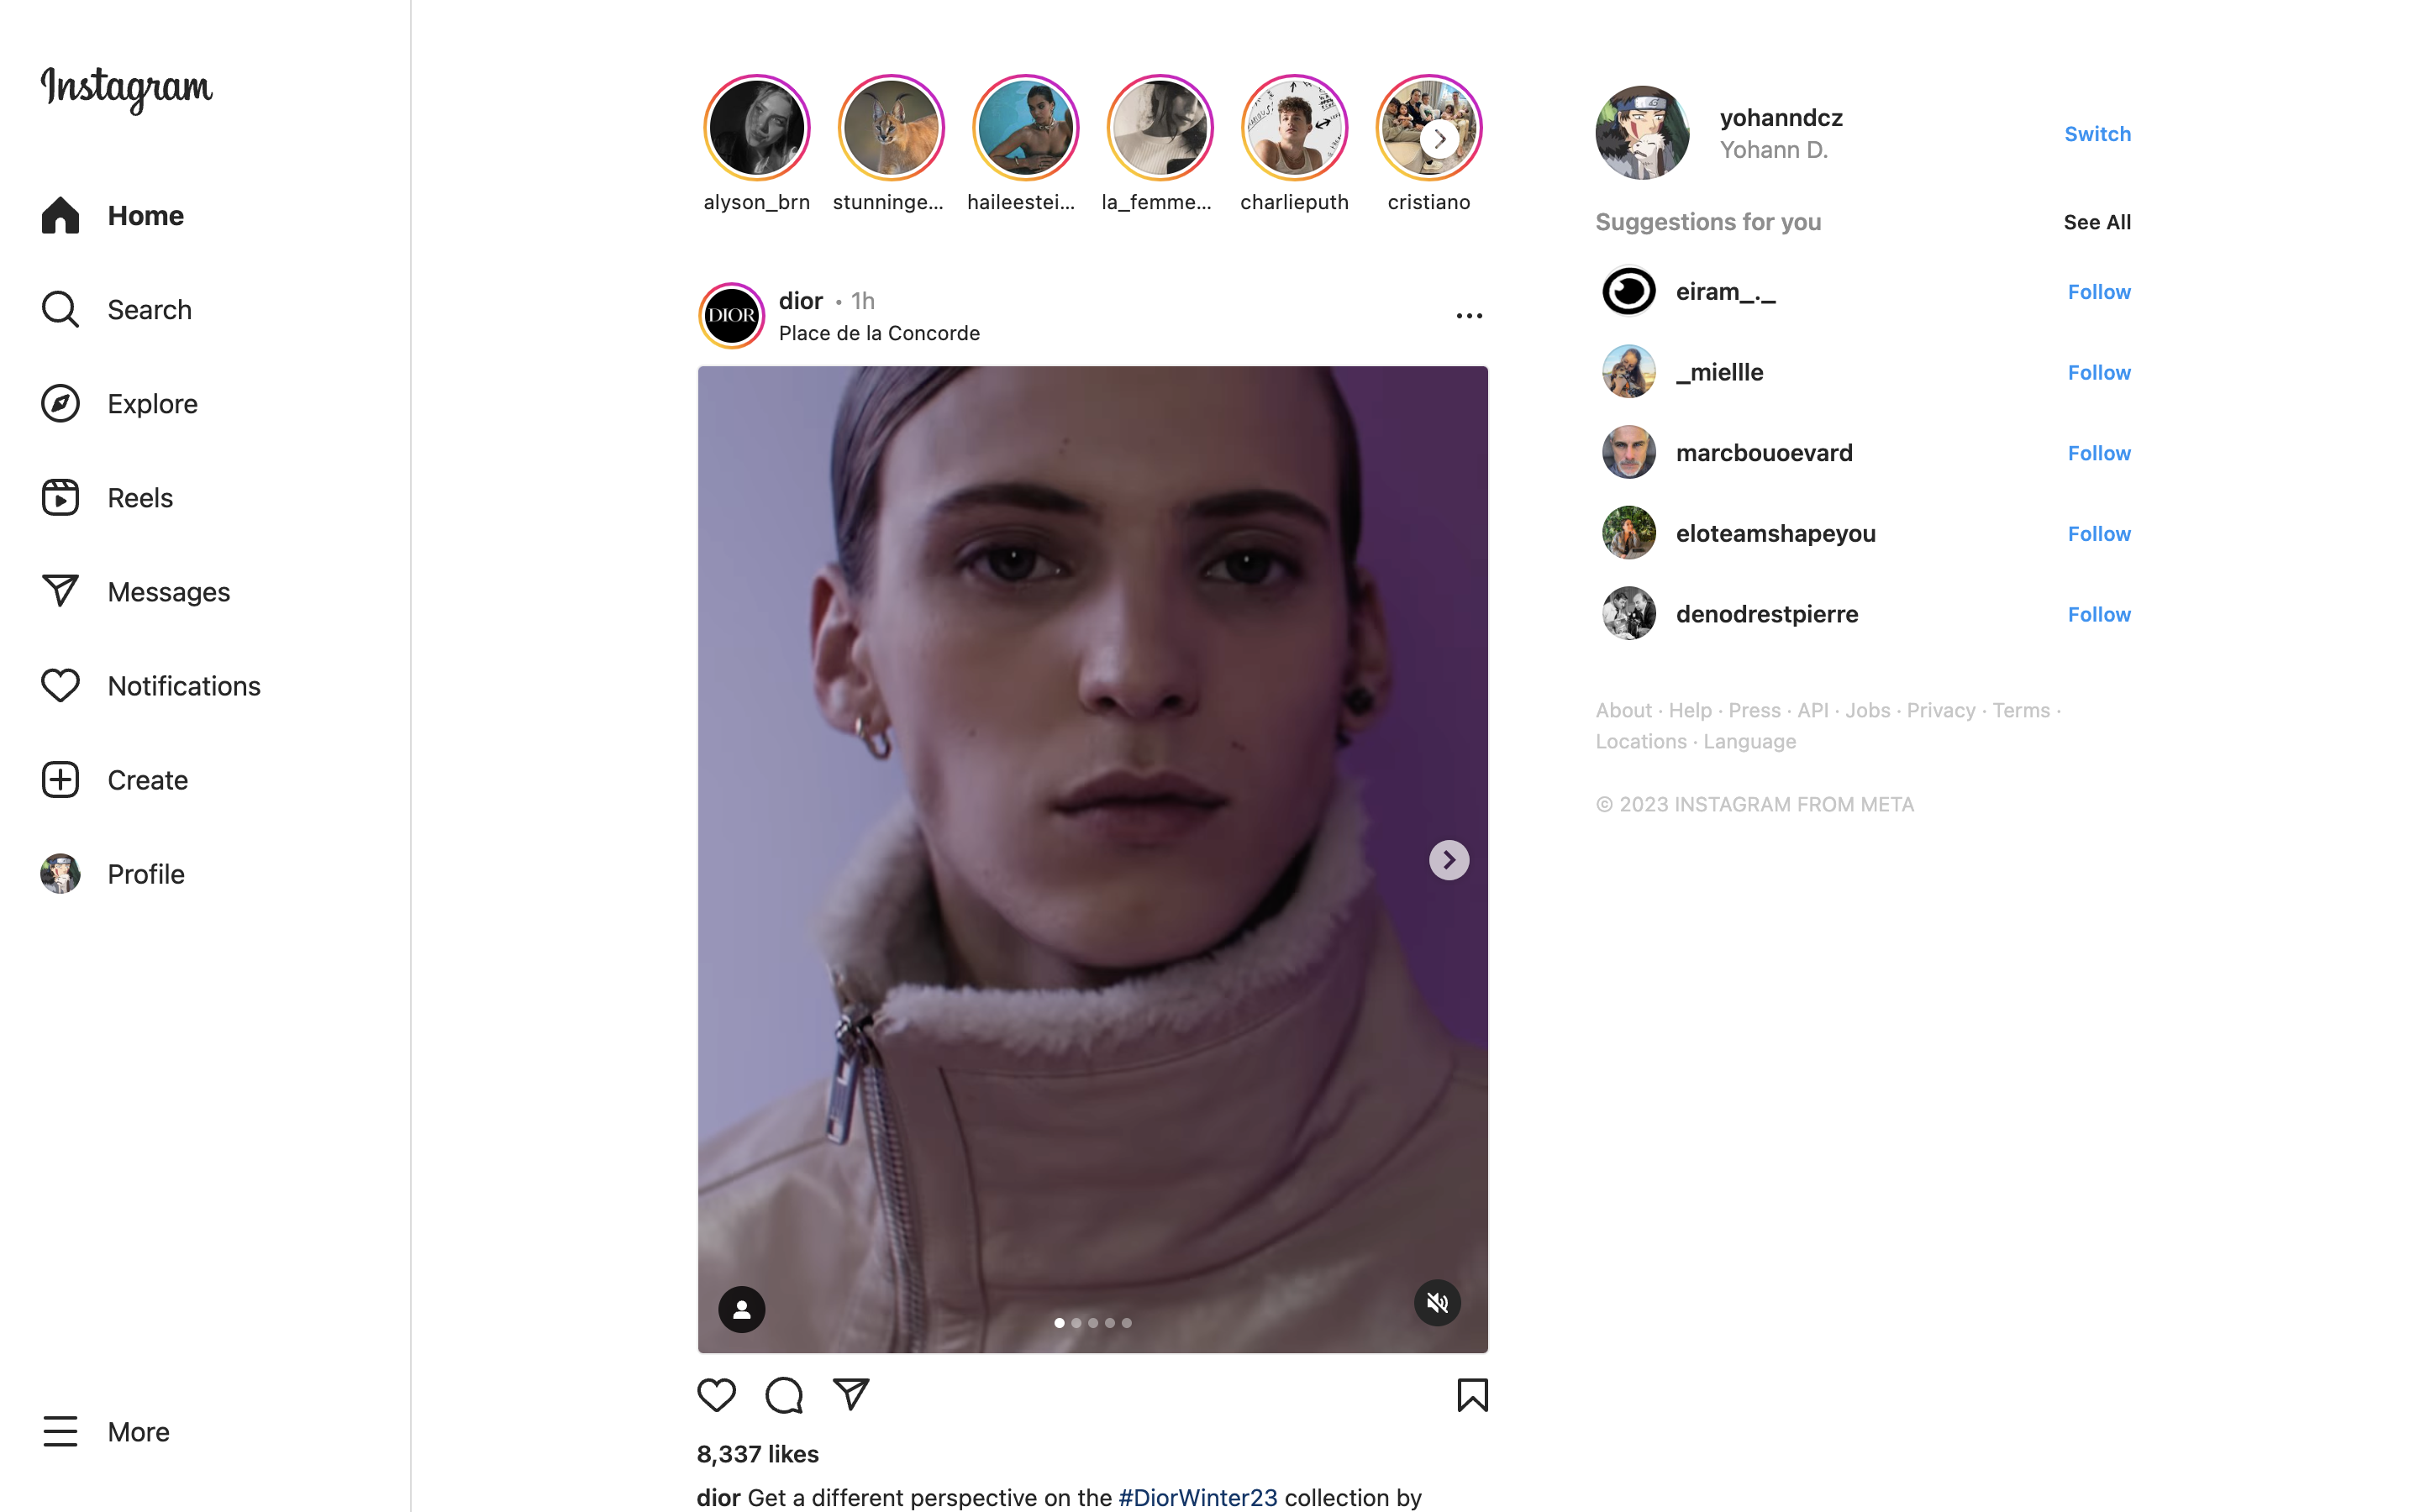 Instagram
Home
Search
Explore
Reels
Messages
Notifications
Create
Profile
More
alyson_brn
stunninge...
haileestei...
la_femme...
charlieputh
cristiano
DIOR
dior • 1h
Place de la Concorde
8,337 likes
dior Get a different perspective on the #DiorWinter23 collection by
yohanndcz
Yohann D.
Switch
Suggestions for you
See All
eiram_._
Follow
_miellle
Follow
marcbouoevard
Follow
eloteamshapeyou
Follow
denodrestpierre
Follow
About · Help · Press · API · Jobs · Privacy · Terms ·
Locations · Language
© 2023 INSTAGRAM FROM META